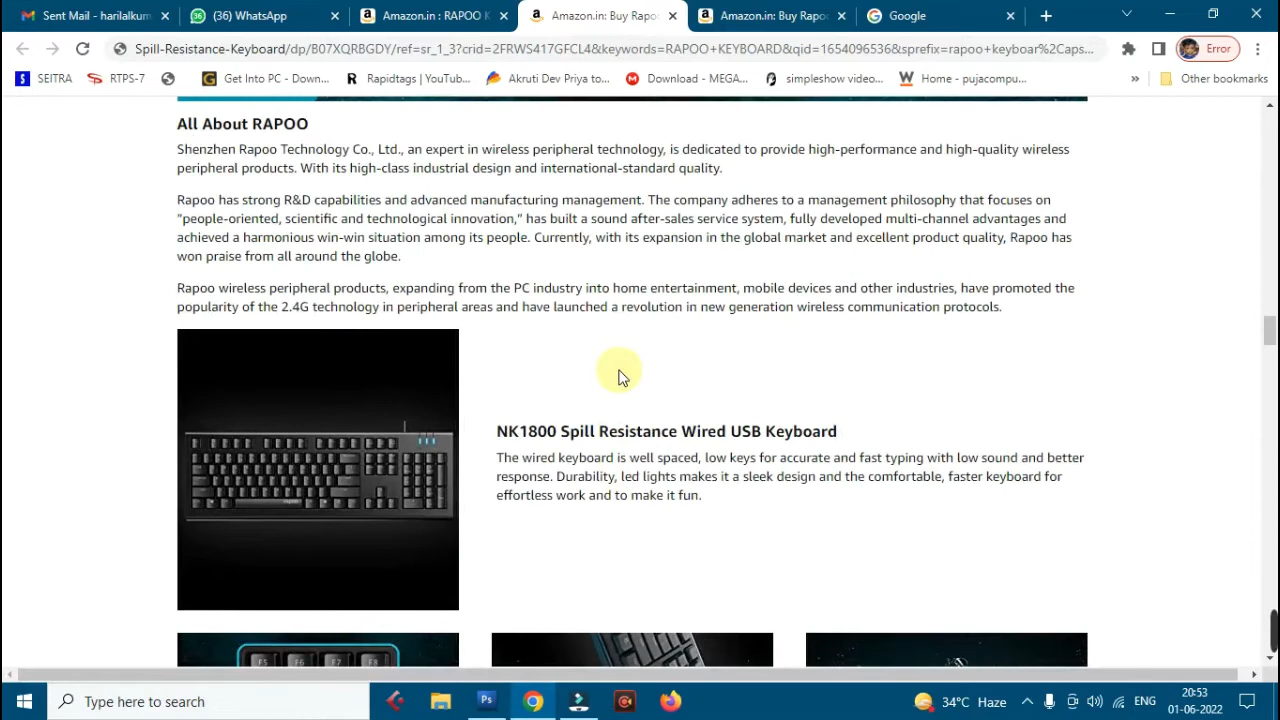 Sent Mail - harilalkum
(36) WhatsApp
Amazon.in : RAPOO K
Amazon.in: Buy Rapoo
Amazon.in: Buy Rapoo
Google
Spill-Resistance-Keyboard/dp/B07XQRBGDY/ref=sr_1_3?crid=2FRWS417GFCL4&keywords=RAPOO+KEYBOARD&qid=1654096536&sprefix=rapoo+keyboar%2Caps...
Error
SEITRA
RTPS-7
Get Into PC - Down...
Rapidtags | YouTub...
Akruti Dev Priya to...
Download - MEGA...
simpleshow video...
Home - pujacompu...
»
Other bookmarks
All About RAPOO
Shenzhen Rapoo Technology Co., Ltd., an expert in wireless peripheral technology, is dedicated to provide high-performance and high-quality wireless
peripheral products. With its high-class industrial design and international-standard quality.
Rapoo has strong R&D capabilities and advanced manufacturing management. The company adheres to a management philosophy that focuses on
"people-oriented, scientific and technological innovation," has built a sound after-sales service system, fully developed multi-channel advantages and
achieved a harmonious win-win situation among its people. Currently, with its expansion in the global market and excellent product quality, Rapoo has
won praise from all around the globe.
Rapoo wireless peripheral products, expanding from the PC industry into home entertainment, mobile devices and other industries, have promoted the
popularity of the 2.4G technology in peripheral areas and have launched a revolution in new generation wireless communication protocols.
rapoo
NK1800 Spill Resistance Wired USB Keyboard
The wired keyboard is well spaced, low keys for accurate and fast typing with low sound and better
response. Durability, led lights makes it a sleek design and the comfortable, faster keyboard for
effortless work and to make it fun.
F5 F6 F7 F8
Type here to search
Ps
34°C Haze
ENG
20:53
01-06-2022